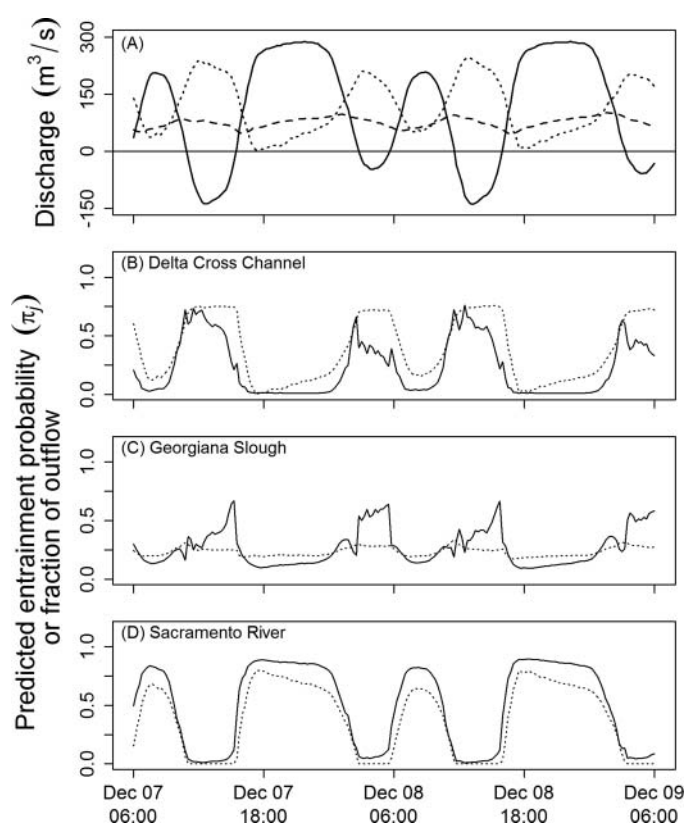 Discharge (m³/s)
300
150
0
-150
(A)
Predicted entrainment probability (πj)
or fraction of outflow
(B) Delta Cross Channel
1.0
0.5
0.0
(C) Georgiana Slough
1.0
0.5
0.0
(D) Sacramento River
1.0
0.5
0.0
Dec 07 Dec 07 Dec 08 Dec 08 Dec 09
06:00 18:00 06:00 18:00 06:00